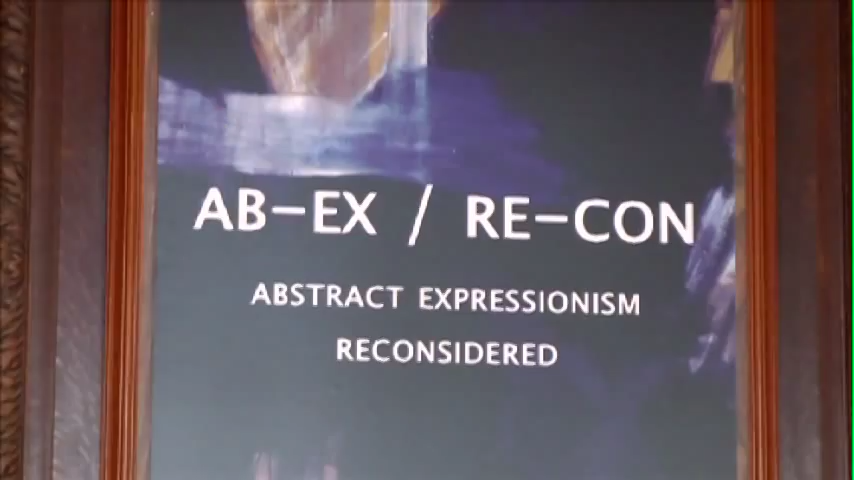 AB-EX / RE-CON
ABSTRACT EXPRESSIONISM
RECONSIDERED